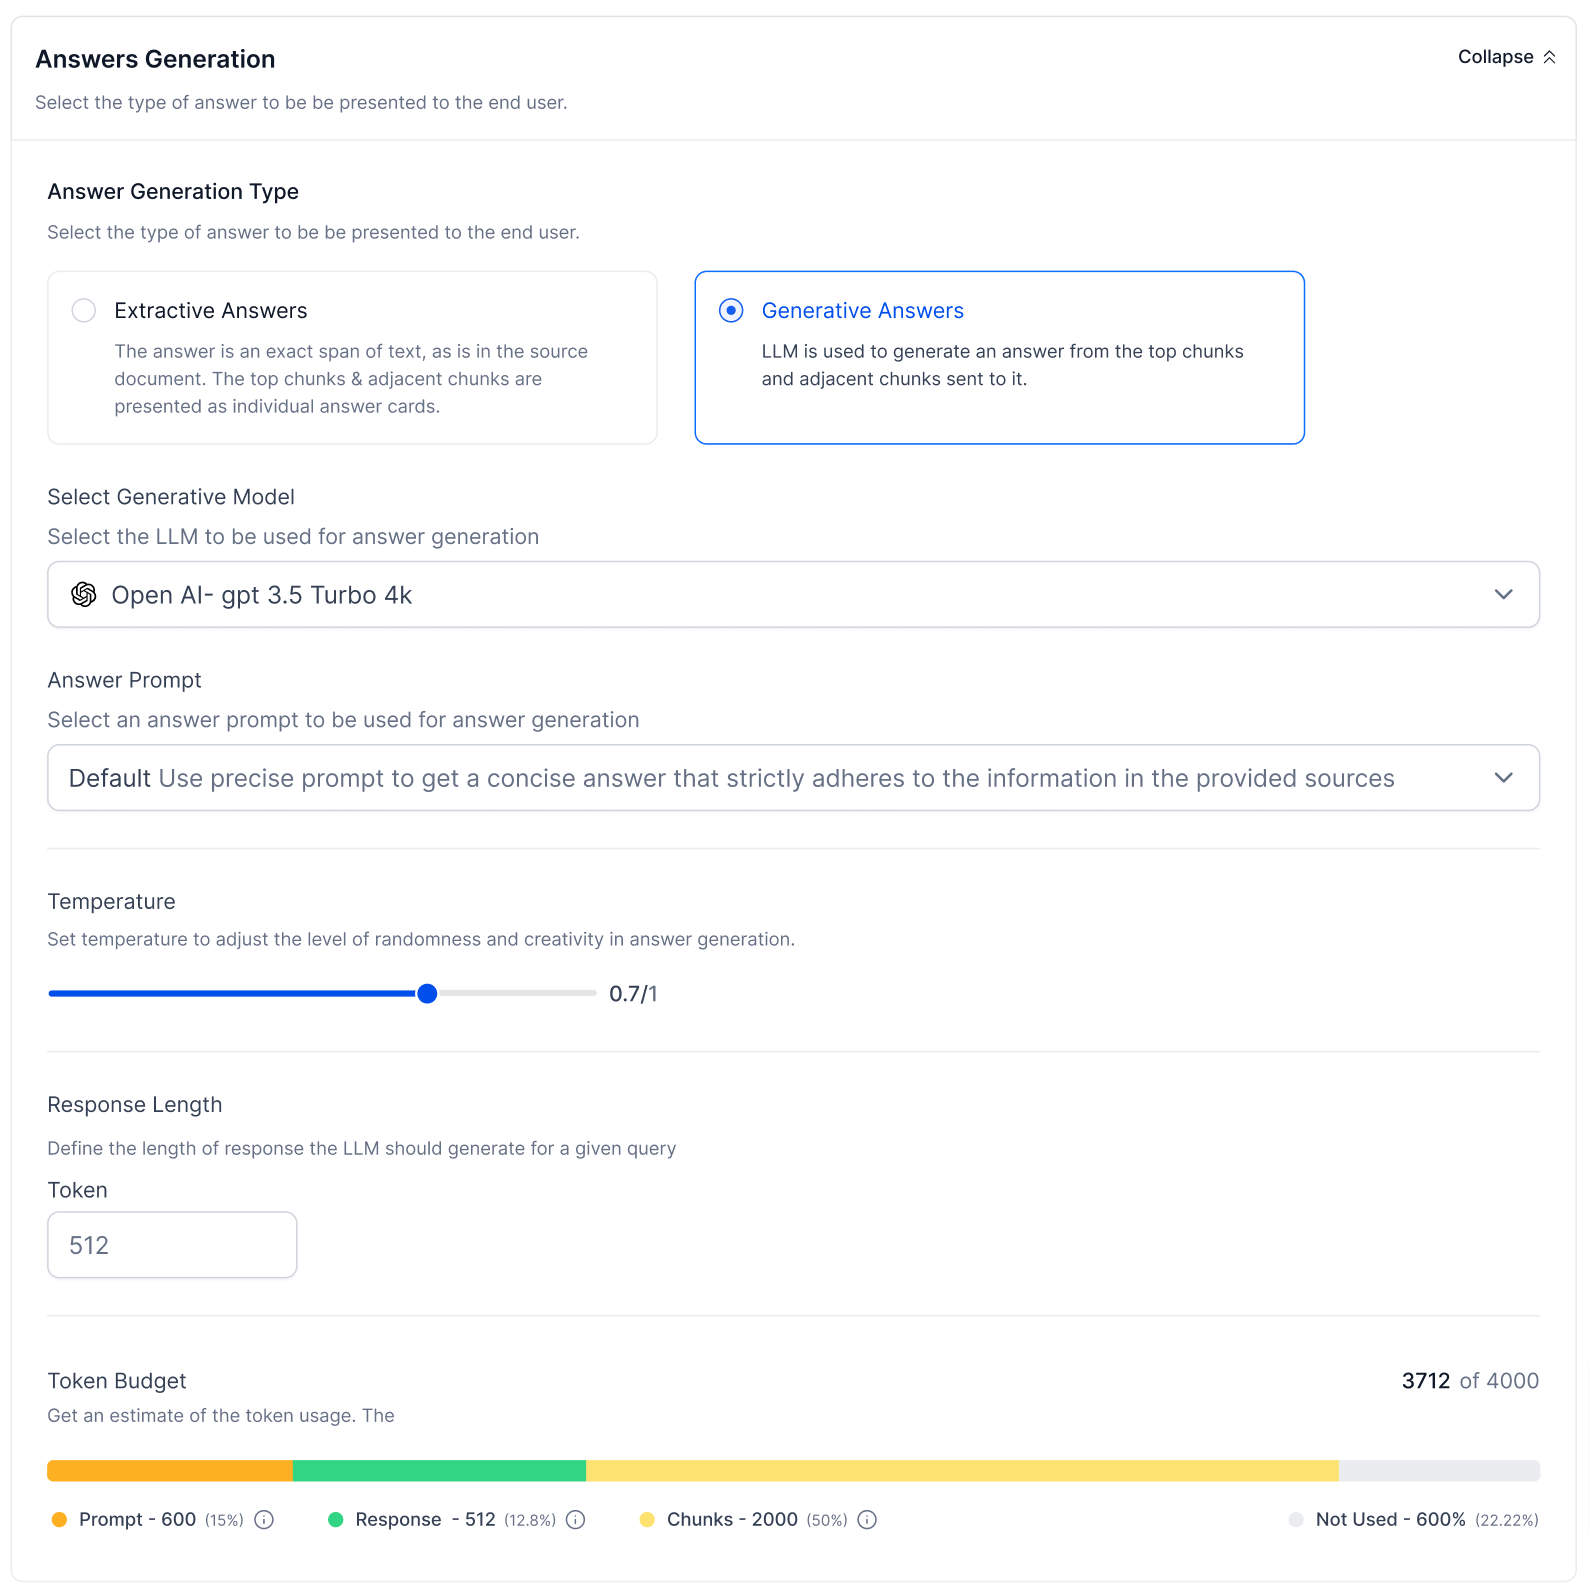 Answers Generation
Collapse
Select the type of answer to be be presented to the end user.
Answer Generation Type
Select the type of answer to be be presented to the end user.
Extractive Answers
The answer is an exact span of text, as is in the source
document. The top chunks & adjacent chunks are
presented as individual answer cards.
Generative Answers
LLM is used to generate an answer from the top chunks
and adjacent chunks sent to it.
Select Generative Model
Select the LLM to be used for answer generation
Open AI- gpt 3.5 Turbo 4k
Answer Prompt
Select an answer prompt to be used for answer generation
Default Use precise prompt to get a concise answer that strictly adheres to the information in the provided sources
Temperature
Set temperature to adjust the level of randomness and creativity in answer generation.
0.7/1
Response Length
Define the length of response the LLM should generate for a given query
Token
512
Token Budget
3712 of 4000
Get an estimate of the token usage. The
Prompt - 600 (15%)
Response - 512 (12.8%)
Chunks - 2000 (50%)
Not Used - 600% (22.22%)